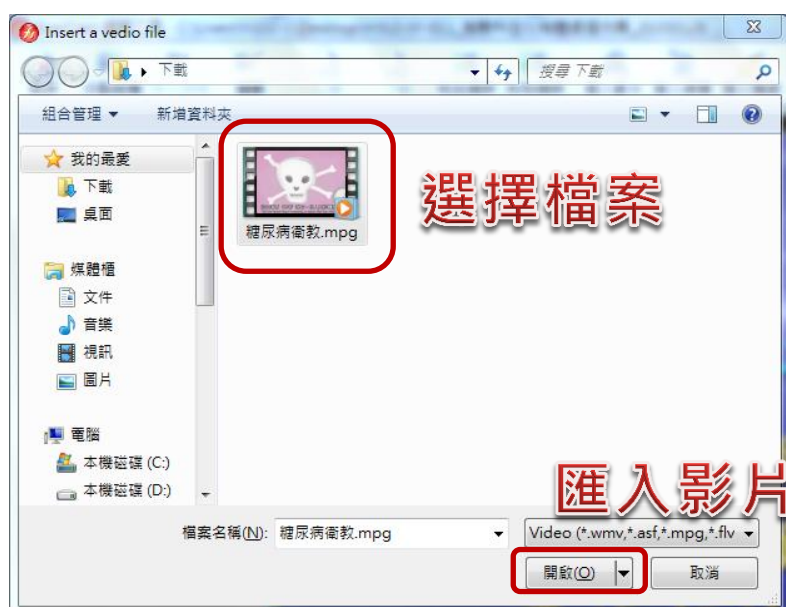 Insert a vedio file
下載
搜尋 下載
組合管理
新增資料夾
我的最愛
下載
桌面
媒體櫃
文件
音樂
視訊
圖片
電腦
本機磁碟 (C:)
本機磁碟 (D:)
糖尿病衛教.mpg
選擇檔案
匯入影片
檔案名稱(N):
糖尿病衛教.mpg
Video (*.wmv,*.asf,*.mpg,*.flv
開啟(O)
取消